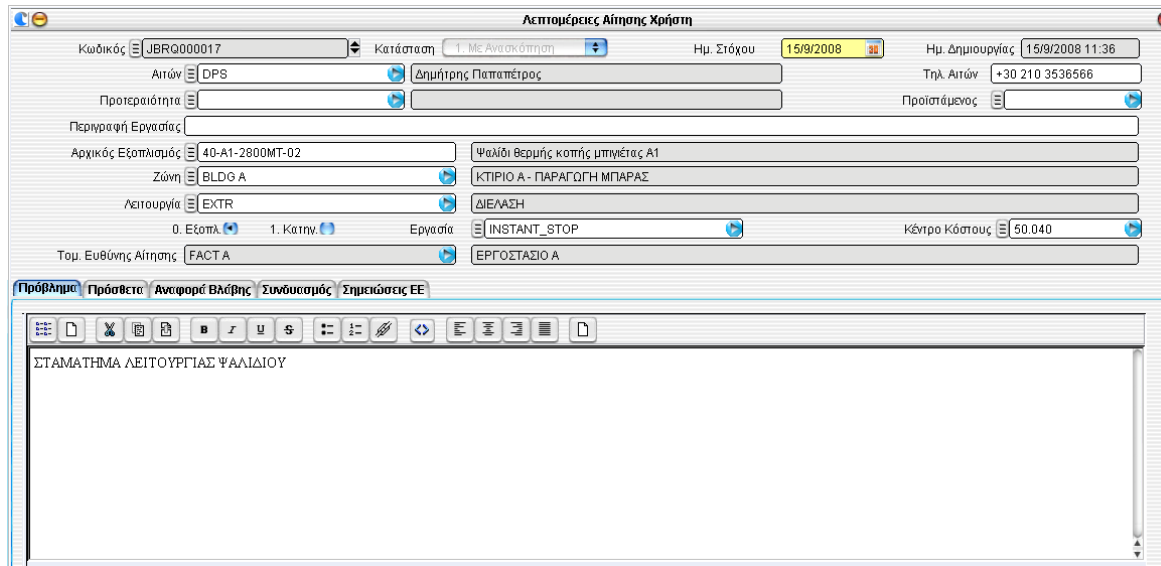 Λεπτομέρειες Αίτησης Χρήστη
Κωδικός JBRQ000017 Κατάσταση 1. Με Ανασκόπηση Ημ. Στόχου 15/9/2008 Ημ. Δημιουργίας 15/9/2008 11:36
Αιτών DPS Δημήτρης Παπαπέτρος Τηλ. Αιτών +30 210 3536566
Προτεραιότητα Προϊστάμενος
Περιγραφή Εργασίας
Αρχικός Εξοπλισμός 40-A1-2800MT-02 Ψαλίδι θερμής κοπής μπιγιέτας A1
Ζώνη BLDG A ΚΤΙΡΙΟ Α - ΠΑΡΑΓΩΓΗ ΜΠΑΡΑΣ
Λειτουργία EXTR ΔΙΕΛΑΣΗ
0. Εξοπλ. 1. Κατην. Εργασία INSTANT_STOP Κέντρο Κόστους 50.040
Τομ. Ευθύνης Αίτησης FACT A ΕΡΓΟΣΤΑΣΙΟ Α
Πρόβλημα Πρόσθετα Αναφορά Βλάβης Συνδυασμός Σημειώσεις ΕΕ
B I U S
ΣΤΑΜΑΤΗΜΑ ΛΕΙΤΟΥΡΓΙΑΣ ΨΑΛΙΔΙΟΥ